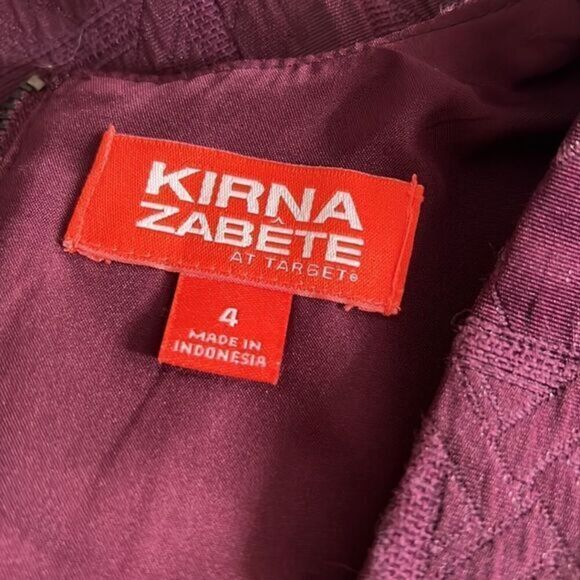 KIRNA
ZABÊTE
AT TARGET®
4
MADE IN
INDONESIA